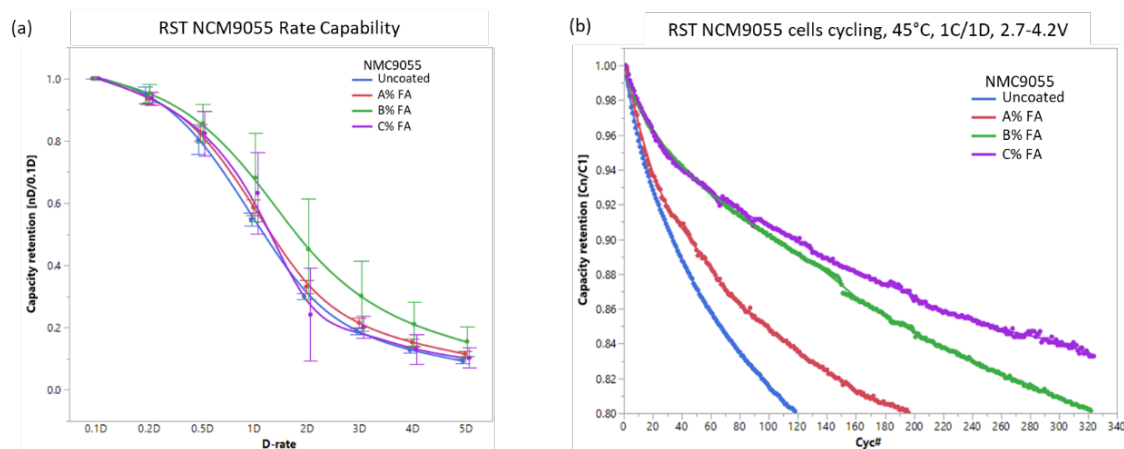 (a)
RST NCM9055 Rate Capability
NMC9055
Uncoated
A% FA
B% FA
C% FA
Capacity retention [nD/0.1D]
1.0
0.8
0.6
0.4
0.2
0.0
0.1D 0.2D 0.5D 1D 2D 3D 4D 5D
D-rate
(b)
RST NCM9055 cells cycling, 45°C, 1C/1D, 2.7-4.2V
NMC9055
Uncoated
A% FA
B% FA
C% FA
Capacity retention [Cn/C1]
1.00
0.98
0.96
0.94
0.92
0.90
0.88
0.86
0.84
0.82
0.80
0 20 40 60 80 100 120 140 160 180 200 220 240 260 280 300 320 340
Cyc#